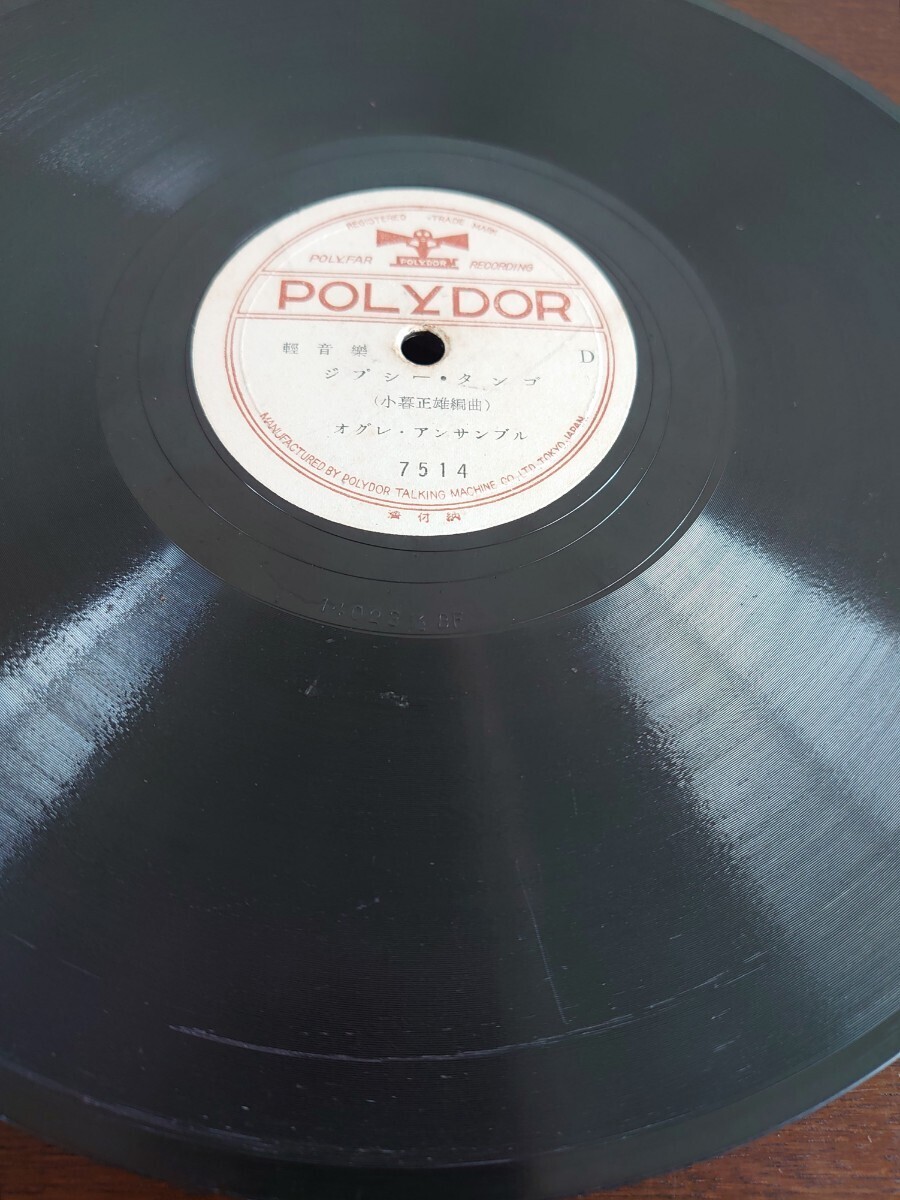 REGISTERED TRADE MARK
POLYDOR
POLYFAR RECORDING
POLYDOR
輕音樂 D
ジプシー・タンゴ
(小暮正雄編曲)
オグレ・アンサンブル
7514
MANUFACTURED BY POLYDOR TALKING MACHINE CO., LTD. TOKYO, JAPAN.